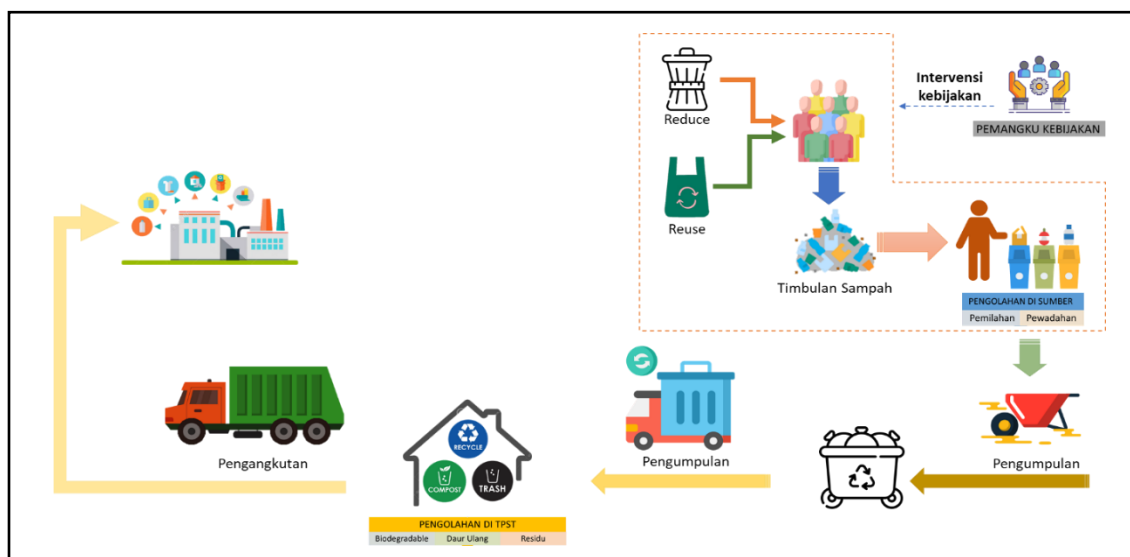 Reduce
Intervensi
kebijakan
PEMANGKU KEBIJAKAN
Reuse
Timbulan Sampah
PENGOLAHAN DI SUMBER
Pemilahan
Pewadahan
Pengumpulan
Pengumpulan
Pengangkutan
RECYCLE
COMPOST
TRASH
PENGOLAHAN DI TPST
Biodegradable
Daur Ulang
Residu